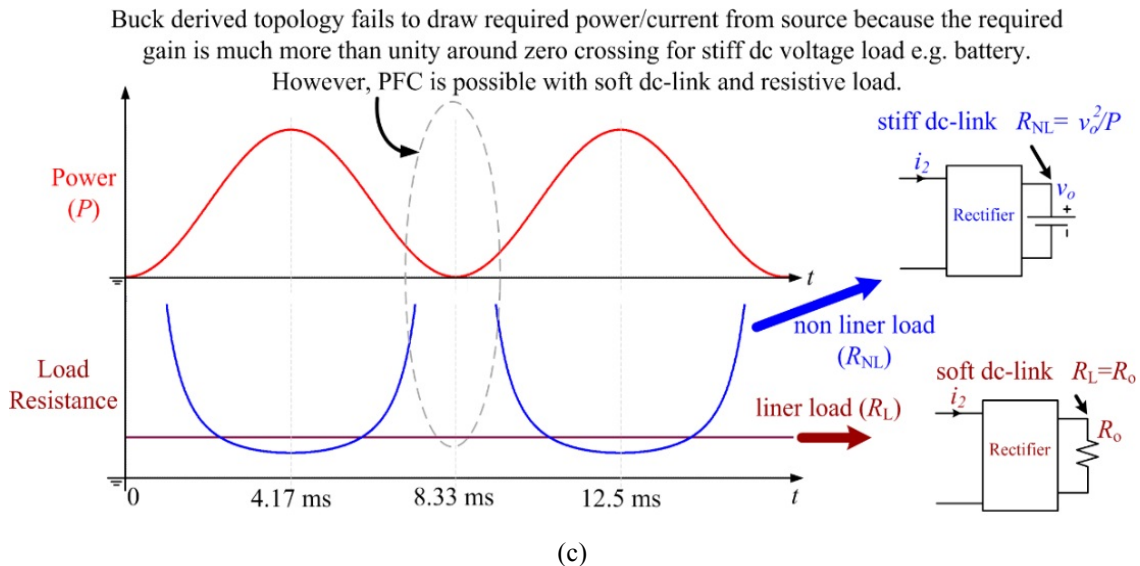 Buck derived topology fails to draw required power/current from source because the required
gain is much more than unity around zero crossing for stiff dc voltage load e.g. battery.
However, PFC is possible with soft dc-link and resistive load.
stiff dc-link R_NL= v_o^2/P
Power
(P)
i_2
v_o
+
Rectifier
-
t
non liner load
(R_NL)
Load
Resistance
soft dc-link R_L=R_o
i_2
liner load (R_L)
R_o
Rectifier
0
4.17 ms
8.33 ms
12.5 ms
t
(c)